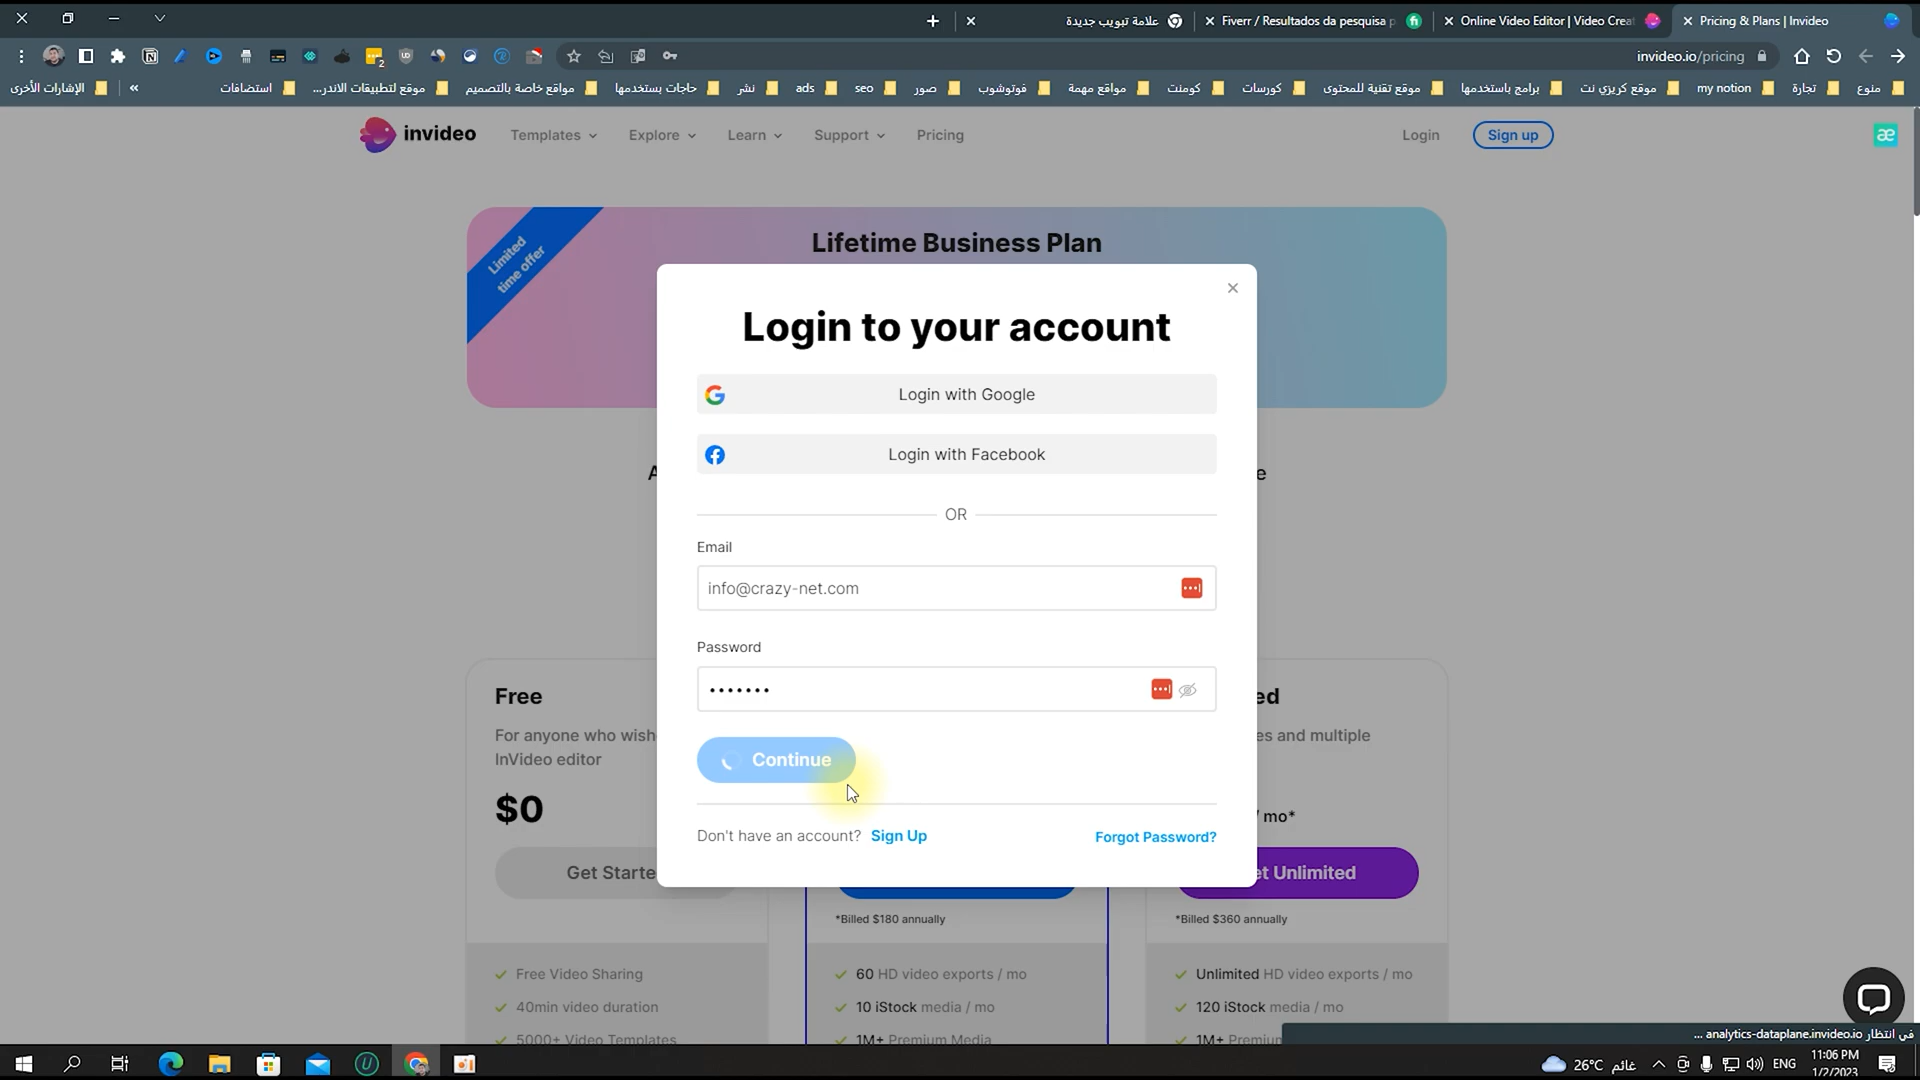 علامة تبويب جديدة
Fiverr / Resultados da pesquisa p
Online Video Editor | Video Crea
Pricing & Plans | Invideo
invideo.io/pricing
الإشارات الأخرى
استضافات
موقع لتطبيقات الاندر...
مواقع خاصة بالتصميم
حاجات بستخدمها
نشر
ads
seo
صور
فوتوشوب
مواقع مهمة
كومنت
كورسات
موقع تقنية للمحتوى
برامج باستخدمها
موقع كريزي نت
my notion
تجارة
منوع
invideo
Templates
Explore
Learn
Support
Pricing
Login
Sign up
æ
Limited
time offer
Lifetime Business Plan
Login to your account
Login with Google
Login with Facebook
OR
Email
info@crazy-net.com
Password
•••••••
Continue
Don't have an account? Sign Up
Forgot Password?
Free
For anyone who wish
InVideo editor
$0
Get Starte
ed
es and multiple
/ mo*
et Unlimited
*Billed $180 annually
*Billed $360 annually
Free Video Sharing
40min video duration
5000+ Video Templates
60 HD video exports / mo
10 iStock media / mo
1M+ Premium Media
Unlimited HD video exports / mo
120 iStock media / mo
1M+ Premium
في انتظار analytics-dataplane.invideo.io ...
26°C غائم
ENG
11:06 PM
1/2/2023